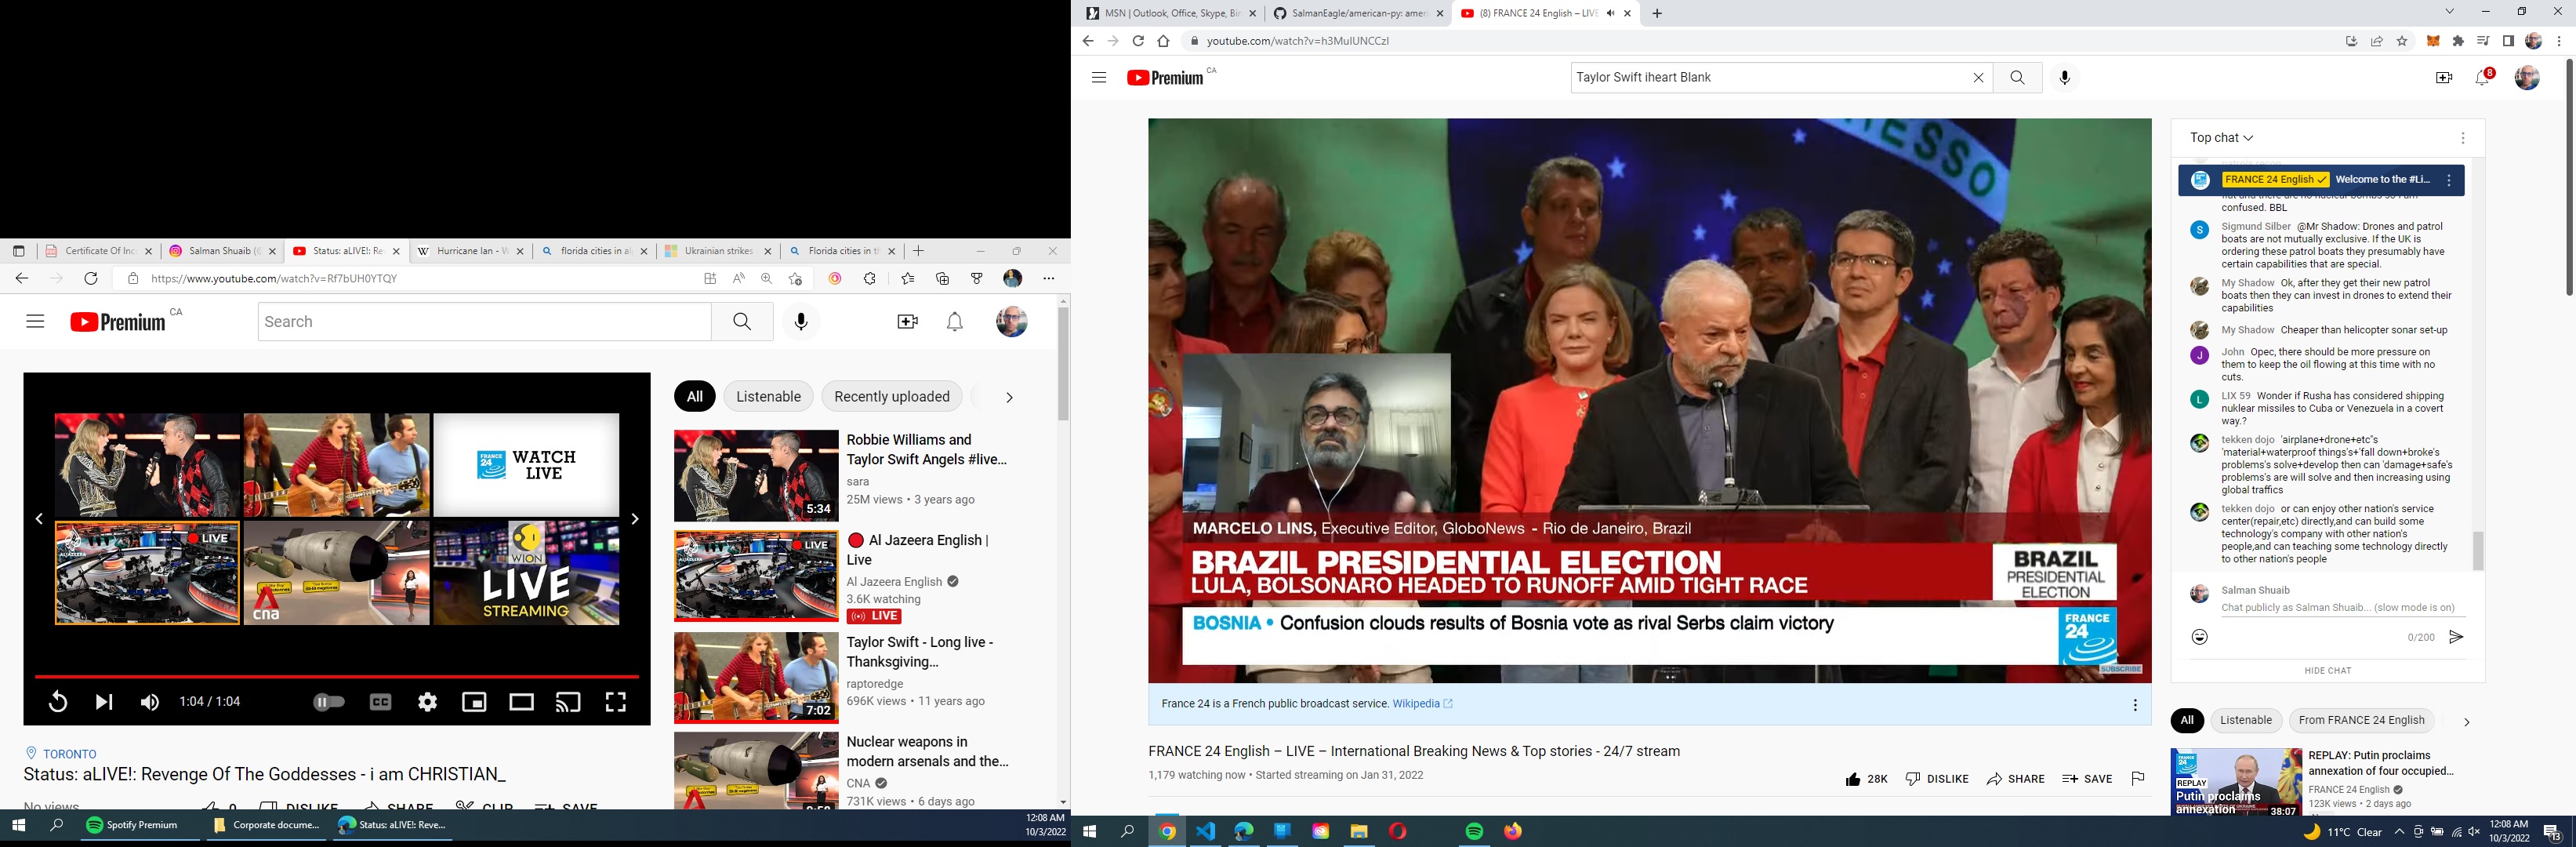 Certificate Of Inc
Salman Shuaib (
Status: aLIVE!: Re
Hurricane Ian - W
florida cities in al
Ukrainian strikes
Florida cities in t
https://www.youtube.com/watch?v=Rf7bUH0YTQY
Premium CA
Search
FRANCE 24 WATCH LIVE
ALJAZEERA LIVE
cna
WION LIVE STREAMING
1:04 / 1:04
CC
TORONTO
Status: aLIVE!: Revenge Of The Goddesses - i am CHRISTIAN_
No views
0 DISLIKE SHARE CLIP SAVE
All Listenable Recently uploaded
Robbie Williams and
Taylor Swift Angels #live...
sara
25M views • 3 years ago
5:34
Al Jazeera English |
Live
Al Jazeera English
3.6K watching
LIVE
Taylor Swift - Long live -
Thanksgiving...
raptoredge
696K views • 11 years ago
7:02
Nuclear weapons in
modern arsenals and the...
CNA
731K views • 6 days ago
Spotify Premium
Corporate docume...
Status: aLIVE!: Reve...
12:08 AM
10/3/2022
MSN | Outlook, Office, Skype, Bin
SalmanEagle/american-py: amer
(8) FRANCE 24 English – LIVE
youtube.com/watch?v=h3MuIUNCCzI
Premium CA
Taylor Swift iheart Blank
8
ESSO
MARCELO LINS, Executive Editor, GloboNews - Rio de Janeiro, Brazil
BRAZIL PRESIDENTIAL ELECTION
LULA, BOLSONARO HEADED TO RUNOFF AMID TIGHT RACE
BRAZIL
PRESIDENTIAL
ELECTION
BOSNIA • Confusion clouds results of Bosnia vote as rival Serbs claim victory
FRANCE
24
SUBSCRIBE
France 24 is a French public broadcast service. Wikipedia
FRANCE 24 English – LIVE – International Breaking News & Top stories - 24/7 stream
1,179 watching now • Started streaming on Jan 31, 2022
28K DISLIKE SHARE SAVE
Top chat
FRANCE 24 English Welcome to the #Li...
confused. BBL
Sigmund Silber @Mr Shadow: Drones and patrol
boats are not mutually exclusive. If the UK is
ordering these patrol boats they presumably have
certain capabilities that are special.
My Shadow Ok, after they get their new patrol
boats then they can invest in drones to extend their
capabilities
My Shadow Cheaper than helicopter sonar set-up
John Opec, there should be more pressure on
them to keep the oil flowing at this time with no
cuts.
LIX 59 Wonder if Rusha has considered shipping
nuklear missiles to Cuba or Venezuela in a covert
way.?
tekken dojo 'airplane+drone+etc"s
'material+waterproof things's+'fall down+broke's
problems's solve+develop then can 'damage+safe's
problems's are will solve and then increasing using
global traffics
tekken dojo or can enjoy other nation's service
center(repair,etc) directly,and can build some
technology's company with other nation's
people,and can teaching some technology directly
to other nation's people
Salman Shuaib
Chat publicly as Salman Shuaib... (slow mode is on)
0/200
HIDE CHAT
All Listenable From FRANCE 24 English
REPLAY: Putin proclaims
annexation of four occupied...
FRANCE 24 English
123K views • 2 days ago
REPLAY
Putin proclaims
annexation
38:07
11°C Clear
12:08 AM
10/3/2022
13